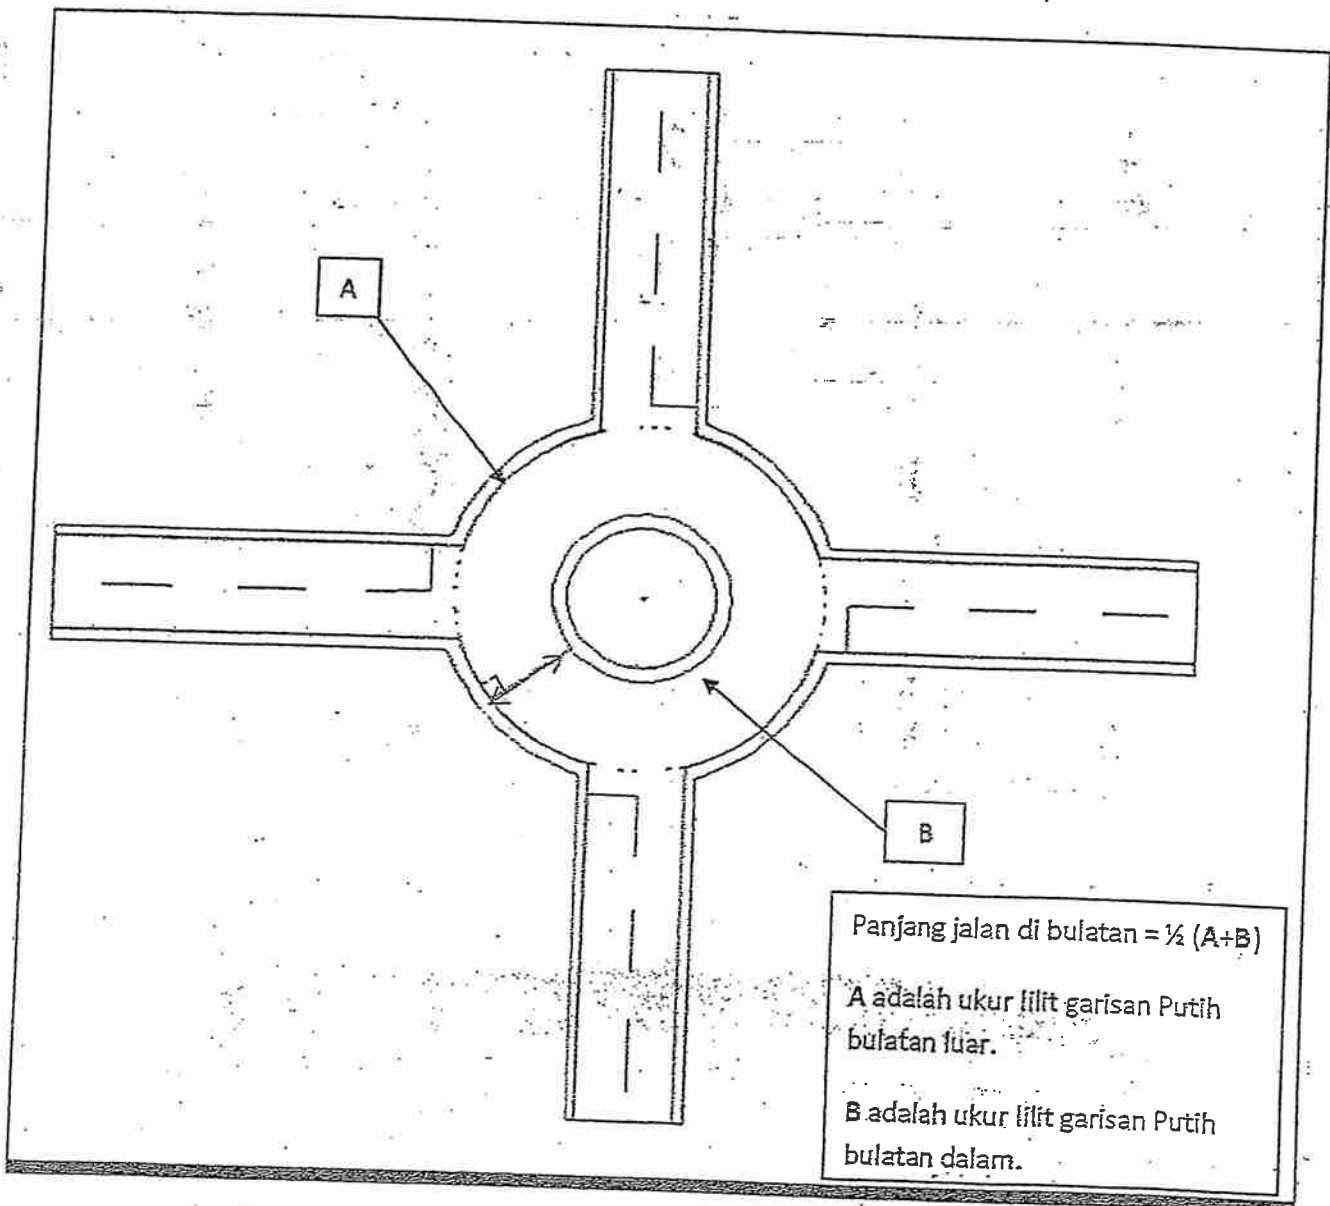 A
B
Panjang jalan di bulatan = ½ (A+B)
A adalah ukur lilit garisan Putih
bulatan luar.
B adalah ukur lilit garisan Putih
bulatan dalam.